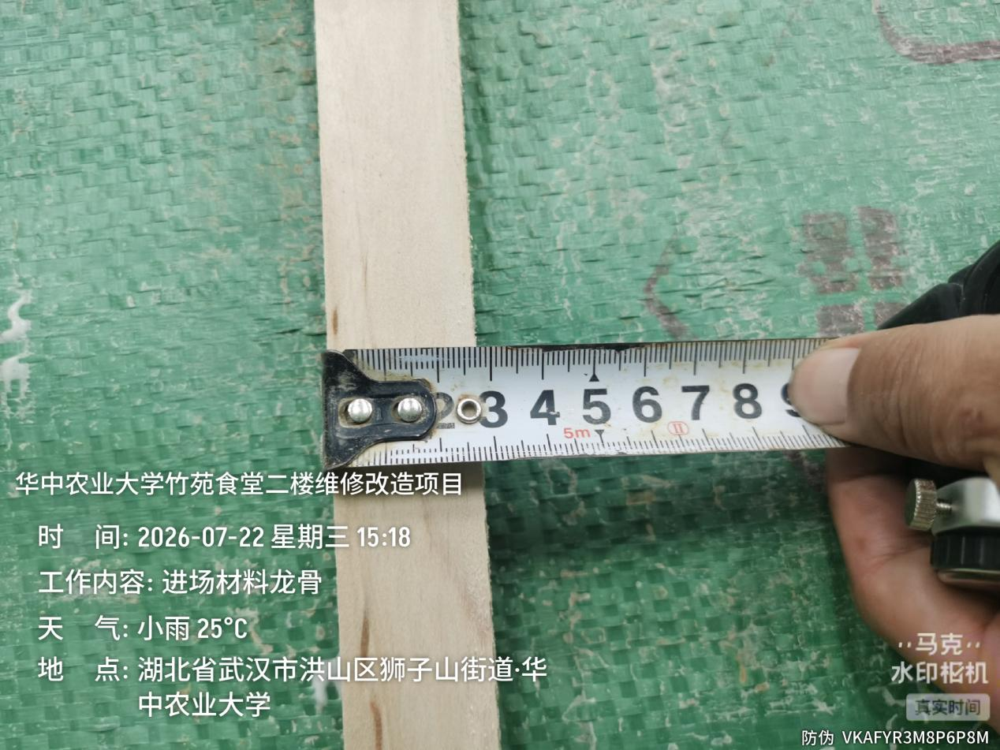 2 3 4 5 6 7 8 9
5m Ⅱ
华中农业大学竹苑食堂二楼维修改造项目
时 间: 2026-07-22 星期三 15:18
工作内容: 进场材料龙骨
天 气: 小雨 25°C
地 点: 湖北省武汉市洪山区狮子山街道·华
中农业大学
马克
水印相机
真实时间
防伪 VKAFYR3M8P6P8M